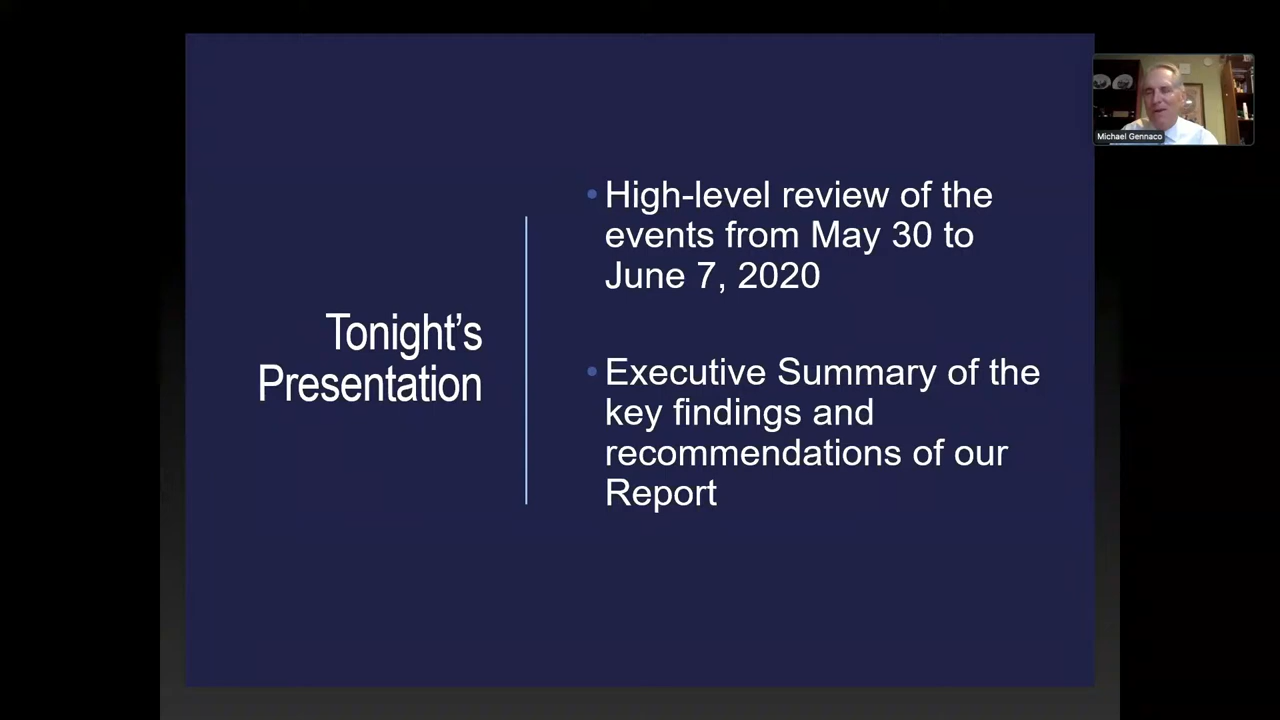 Tonight's
Presentation
• High-level review of the
events from May 30 to
June 7, 2020
• Executive Summary of the
key findings and
recommendations of our
Report
Michael Gennaco